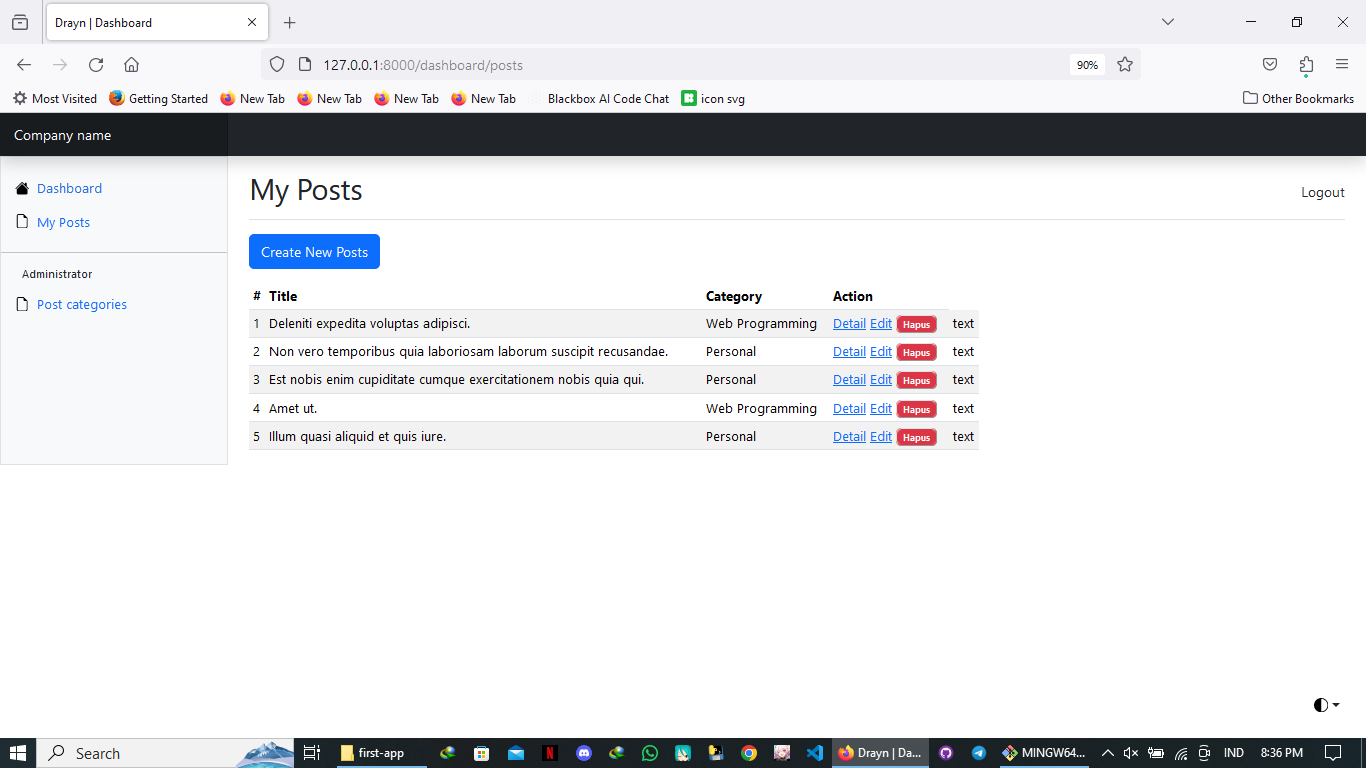 Drayn | Dashboard
127.0.0.1:8000/dashboard/posts
90%
Most Visited Getting Started New Tab New Tab New Tab New Tab Blackbox AI Code Chat icon svg Other Bookmarks
Company name
Dashboard
My Posts
Administrator
Post categories
My Posts
Logout
Create New Posts
# Title Category Action
1 Deleniti expedita voluptas adipisci. Web Programming Detail Edit Hapus text
2 Non vero temporibus quia laboriosam laborum suscipit recusandae. Personal Detail Edit Hapus text
3 Est nobis enim cupiditate cumque exercitationem nobis quia qui. Personal Detail Edit Hapus text
4 Amet ut. Web Programming Detail Edit Hapus text
5 Illum quasi aliquid et quis iure. Personal Detail Edit Hapus text
Search first-app Drayn | Da... MINGW64... IND 8:36 PM